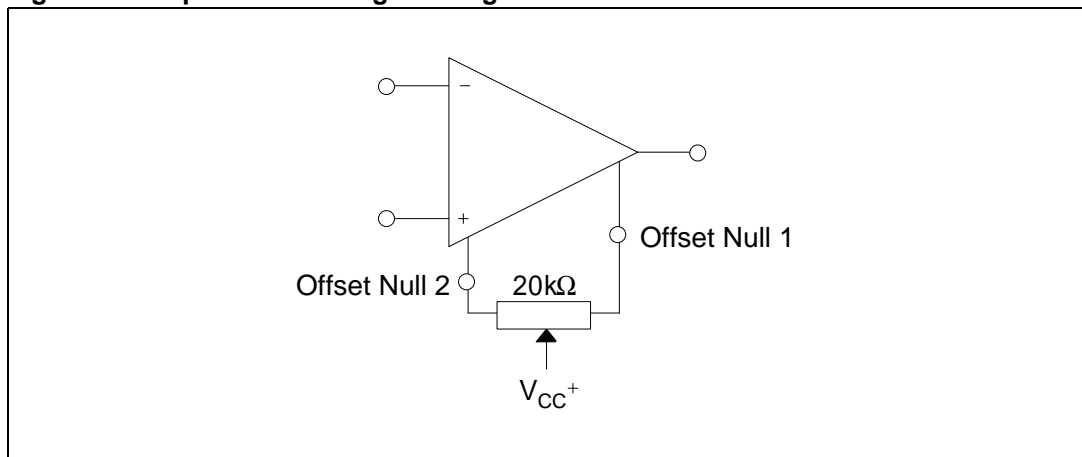 −
+
Offset Null 1
Offset Null 2
20kΩ
VCC+